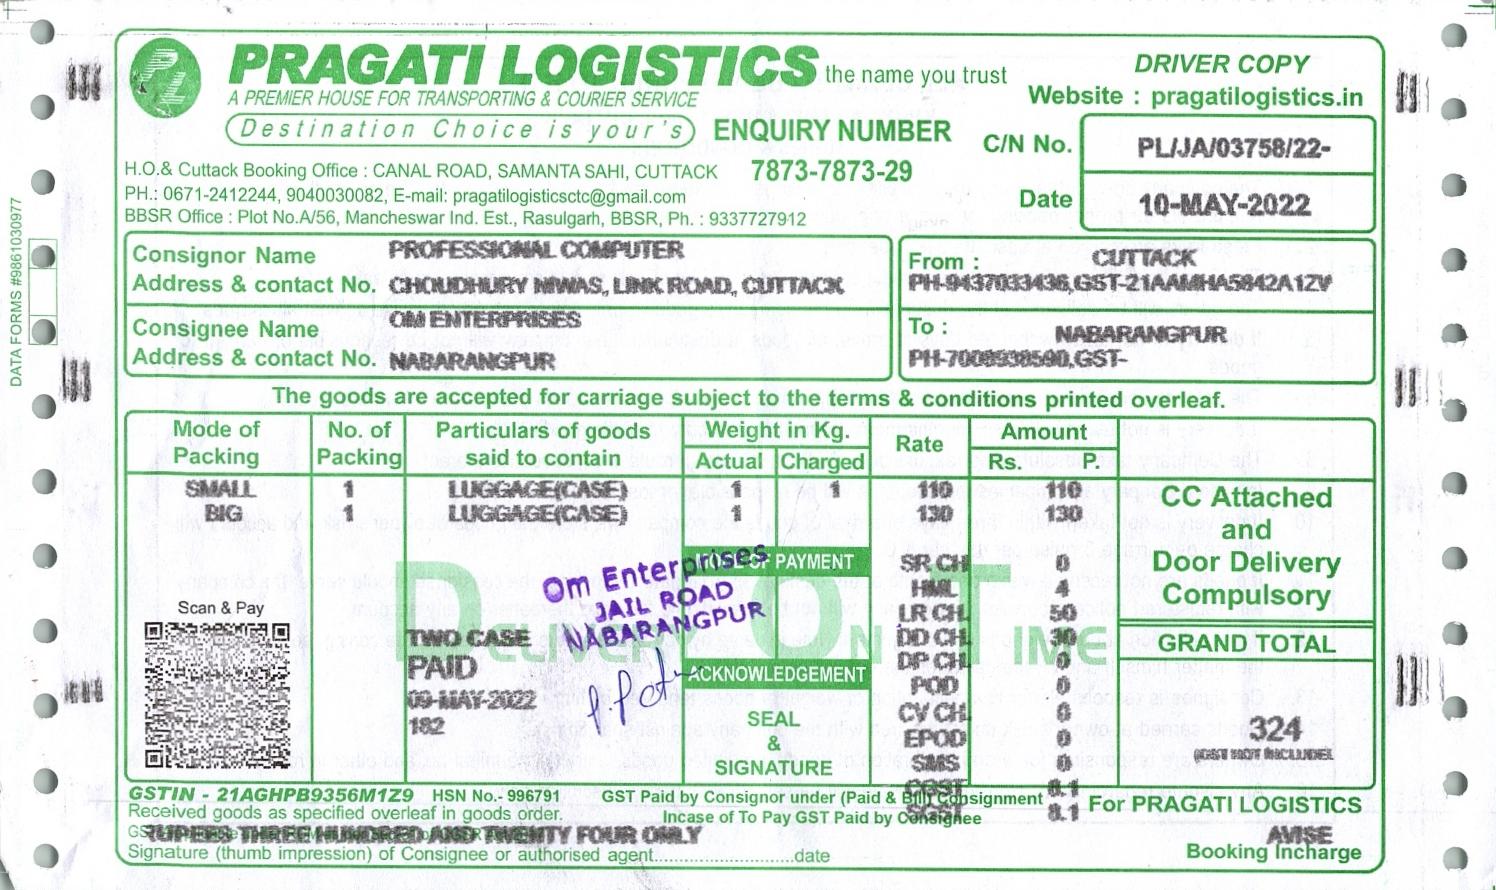 PRAGATI LOGISTICS the name you trust
A PREMIER HOUSE FOR TRANSPORTING & COURIER SERVICE
Destination Choice is your's
DRIVER COPY
Website : pragatilogistics.in
ENQUIRY NUMBER
7873-7873-29
C/N No. PL/JA/03758/22-
Date 10-MAY-2022
H.O.& Cuttack Booking Office : CANAL ROAD, SAMANTA SAHI, CUTTACK
PH.: 0671-2412244, 9040030082, E-mail: pragatilogisticsctc@gmail.com
BBSR Office : Plot No.A/56, Mancheswar Ind. Est., Rasulgarh, BBSR, Ph. : 9337727912
DATA FORMS #9861030977
Consignor Name PROFESSIONAL COMPUTER
Address & contact No. CHOUDHURY NIWAS, LINK ROAD, CUTTACK
From : CUTTACK
PH-9437033436,GST-21AAMHA5842A1ZV
Consignee Name OM ENTERPRISES
Address & contact No. NABARANGPUR
To : NABARANGPUR
PH-7008938590,GST-
The goods are accepted for carriage subject to the terms & conditions printed overleaf.
Mode of Packing No. of Packing Particulars of goods said to contain Weight in Kg. Actual Charged Rate Amount Rs. P.
SMALL 1 LUGGAGE(CASE) 1 1 110 110
BIG 1 LUGGAGE(CASE) 1 130 130
CC Attached
and
Door Delivery
Compulsory
GRAND TOTAL
324
(GST NOT INCLUDE)
OF PAYMENT
SR CH 0
HML 4
LR CH 50
DD CH 30
DP CH 0
POD 0
CV CH 0
EPOD 0
SMS 0
CGST 8.1
SGST 8.1
DELIVERY ON TIME
Om Enterprises
JAIL ROAD
NABARANGPUR
Scan & Pay
TWO CASE
PAID
09-MAY-2022
182
ACKNOWLEDGEMENT
SEAL
&
SIGNATURE
GSTIN - 21AGHPB9356M1Z9 HSN No.- 996791
GST Paid by Consignor under (Paid & Bill) Consignment
Incase of To Pay GST Paid by Consignee
Received goods as specified overleaf in goods order.
RUPEES THREE HUNDRED AND TWENTY FOUR ONLY
Signature (thumb impression) of Consignee or authorised agent....................date
For PRAGATI LOGISTICS
AVISE
Booking Incharge